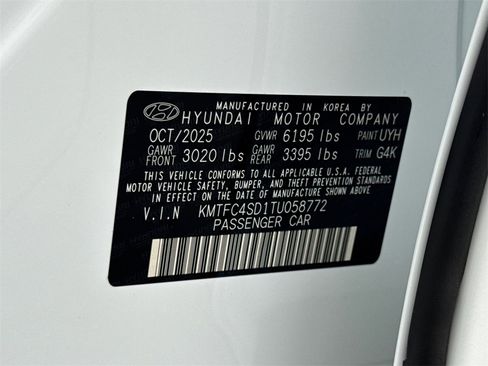 MANUFACTURED IN KOREA BY
HYUNDAI MOTOR COMPANY
OCT/2025 GVWR 6195 lbs PAINT UYH
GAWR FRONT 3020 lbs GAWR REAR 3395 lbs TRIM G4K
THIS VEHICLE CONFORMS TO ALL APPLICABLE U.S.A. FEDERAL
MOTOR VEHICLE SAFETY, BUMPER, AND THEFT PREVENTION STANDARDS
IN EFFECT ON THE DATE OF MANUFACTURE SHOWN ABOVE.
V.I.N KMTFC4SD1TU058772
PASSENGER CAR